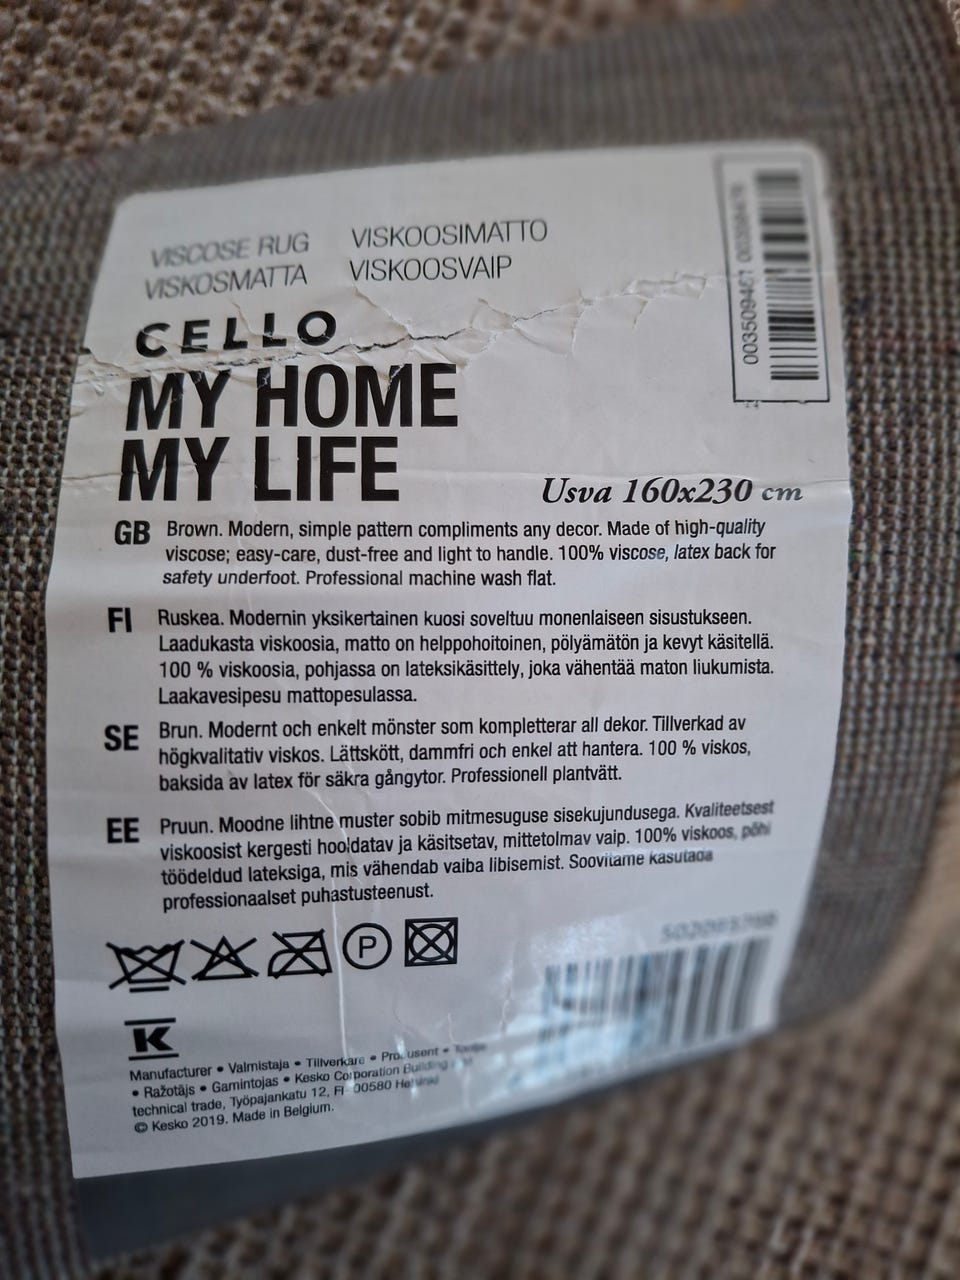 VISCOSE RUG VISKOOSIMATTO
VISKOSMATTA VISKOOSVAIP
CELLO
MY HOME
MY LIFE
Usva 160x230 cm
GB Brown. Modern, simple pattern compliments any decor. Made of high-quality
viscose; easy-care, dust-free and light to handle. 100% viscose, latex back for
safety underfoot. Professional machine wash flat.
FI Ruskea. Modernin yksikertainen kuosi soveltuu monenlaiseen sisustukseen.
Laadukasta viskoosia, matto on helppohoitoinen, pölyämätön ja kevyt käsitellä.
100 % viskoosia, pohjassa on lateksikäsittely, joka vähentää maton liukumista.
Laakavesipesu mattopesulassa.
SE Brun. Modernt och enkelt mönster som kompletterar all dekor. Tillverkad av
högkvalitativ viskos. Lättskött, dammfri och enkel att hantera. 100 % viskos,
baksida av latex för säkra gångytor. Professionell plantvätt.
EE Pruun. Moodne lihtne muster sobib mitmesuguse sisekujundusega. Kvaliteetsest
viskoosist kergesti hooldatav ja käsitsetav, mittetolmav vaip. 100% viskoos, põhi
töödeldud lateksiga, mis vähendab vaiba libisemist. Soovitame kasutada
professionaalset puhastusteenust.
P
K
Manufacturer • Valmistaja • Tillverkare • Produsent • Tootja
• Ražotājs • Gamintojas • Kesko Corporation Building and
technical trade, Työpajankatu 12, FI-00580 Helsinki
© Kesko 2019. Made in Belgium.